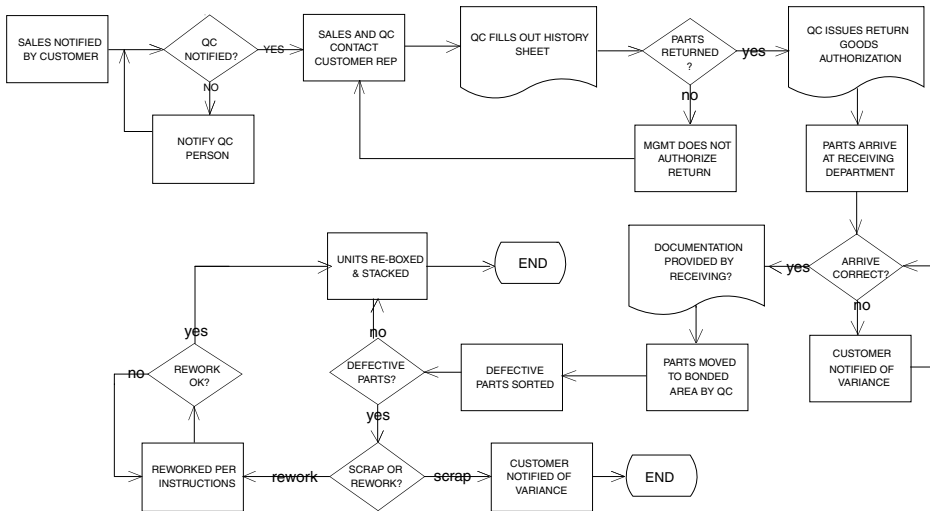 SALES NOTIFIED
BY CUSTOMER
QC
NOTIFIED?
YES
NO
NOTIFY QC
PERSON
SALES AND QC
CONTACT
CUSTOMER REP
QC FILLS OUT HISTORY
SHEET
PARTS
RETURNED
?
yes
no
MGMT DOES NOT
AUTHORIZE
RETURN
QC ISSUES RETURN
GOODS
AUTHORIZATION
PARTS ARRIVE
AT RECEIVING
DEPARTMENT
ARRIVE
CORRECT?
yes
no
CUSTOMER
NOTIFIED OF
VARIANCE
DOCUMENTATION
PROVIDED BY
RECEIVING?
PARTS MOVED
TO BONDED
AREA BY QC
DEFECTIVE
PARTS SORTED
DEFECTIVE
PARTS?
no
yes
UNITS RE-BOXED
& STACKED
END
SCRAP OR
REWORK?
rework
scrap
CUSTOMER
NOTIFIED OF
VARIANCE
END
REWORKED PER
INSTRUCTIONS
REWORK
OK?
yes
no